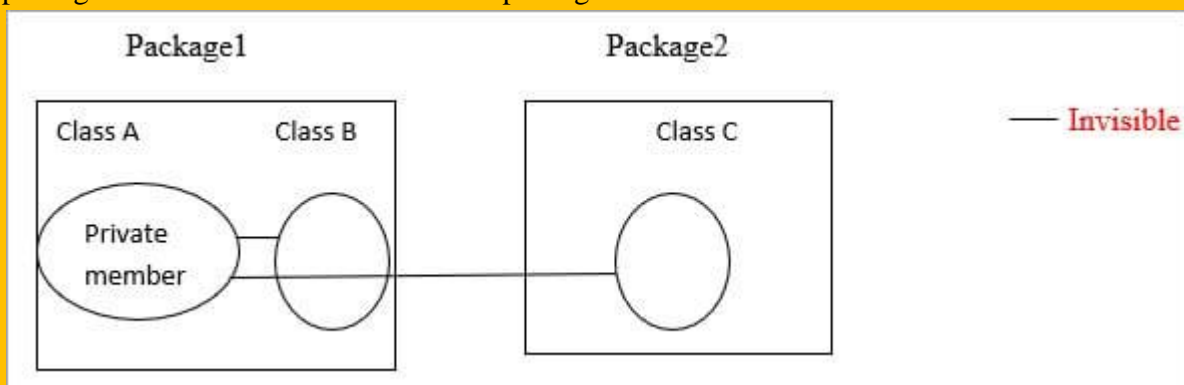 Package1 Package2
Class A Class B Class C — Invisible
Private
member